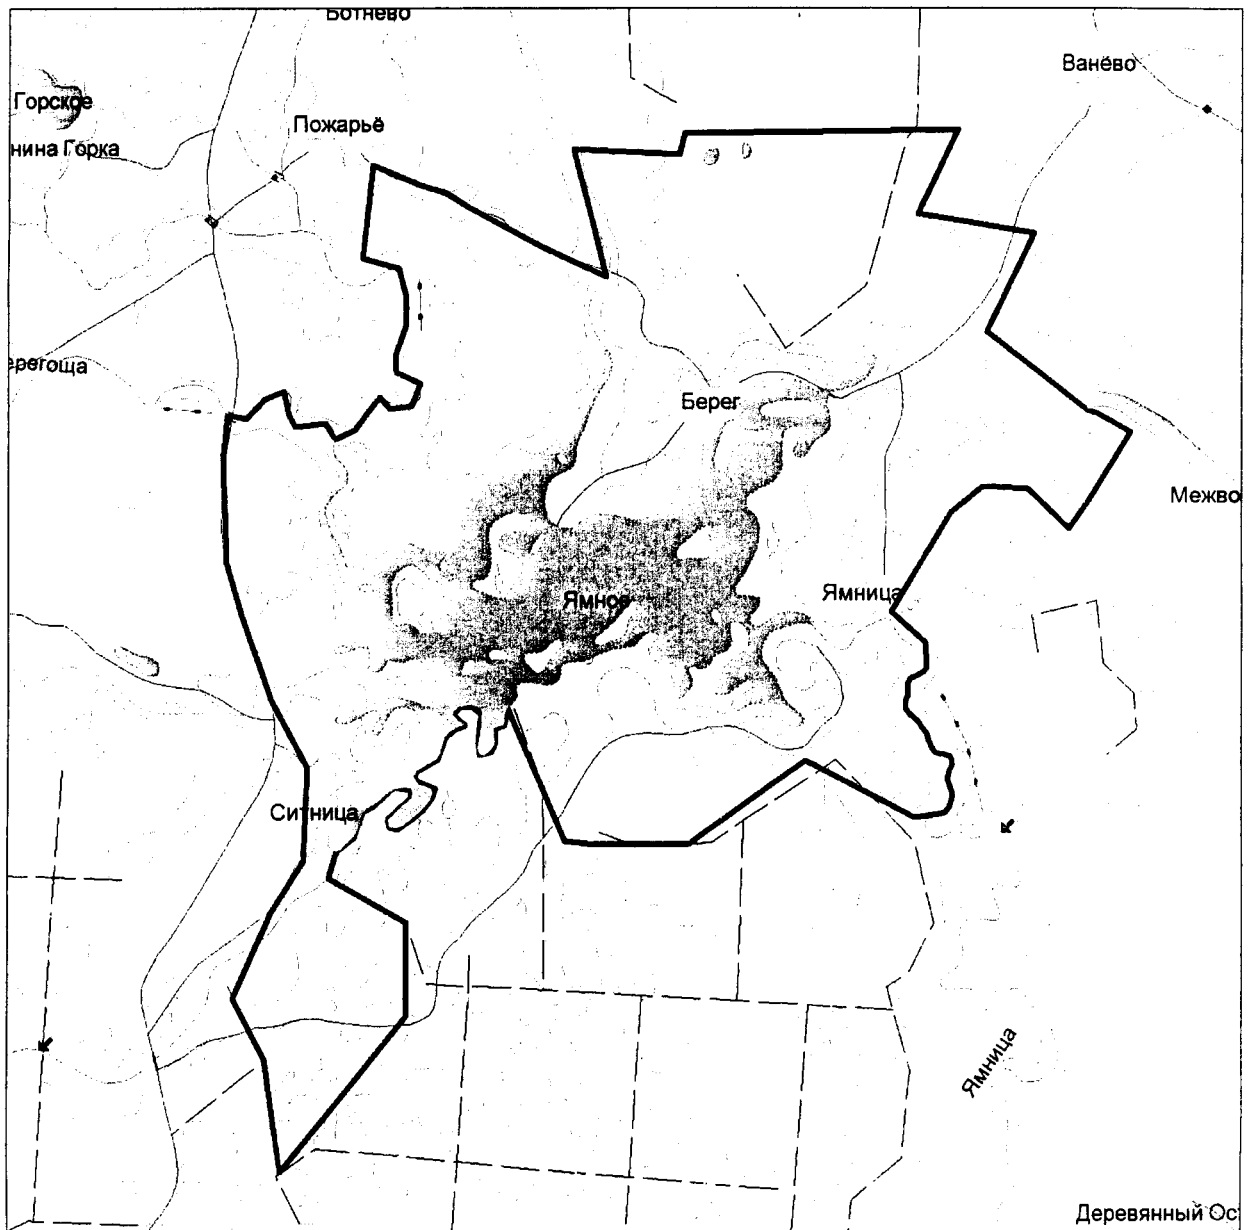 Ботнево
Ванёво
Горское
Пожарьё
нина Горка
ерегоща
Берег
Межво
Ямное
Ямница
Ситница
Ямница
Деревянный Ос